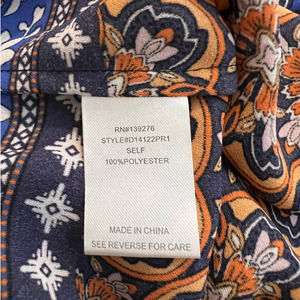 RN#139276
STYLE#D14122PR1
SELF
100%POLYESTER
MADE IN CHINA
SEE REVERSE FOR CARE